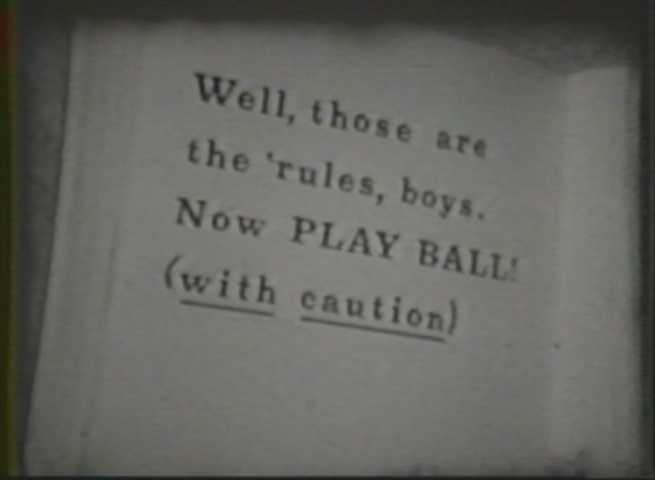 Well, those are
the 'rules, boys.
Now PLAY BALL!
(with caution)